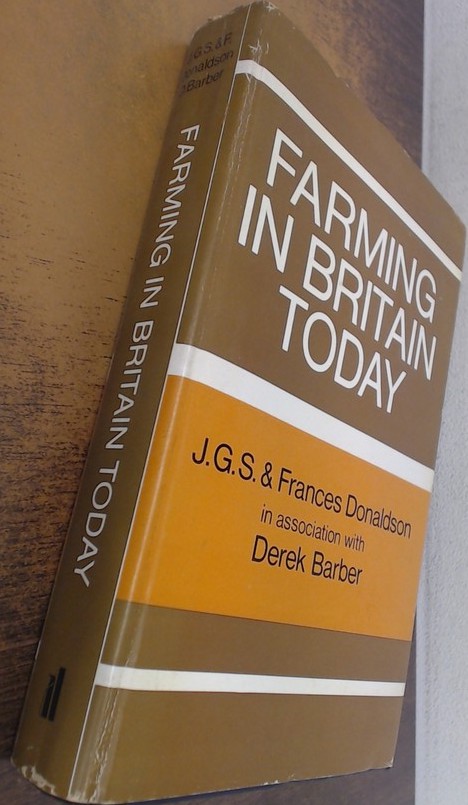 FARMING
IN BRITAIN
TODAY
J.G.S. & Frances Donaldson
in association with
Derek Barber
J.G.S. & F.
Donaldson
Barber
FARMING IN BRITAIN TODAY